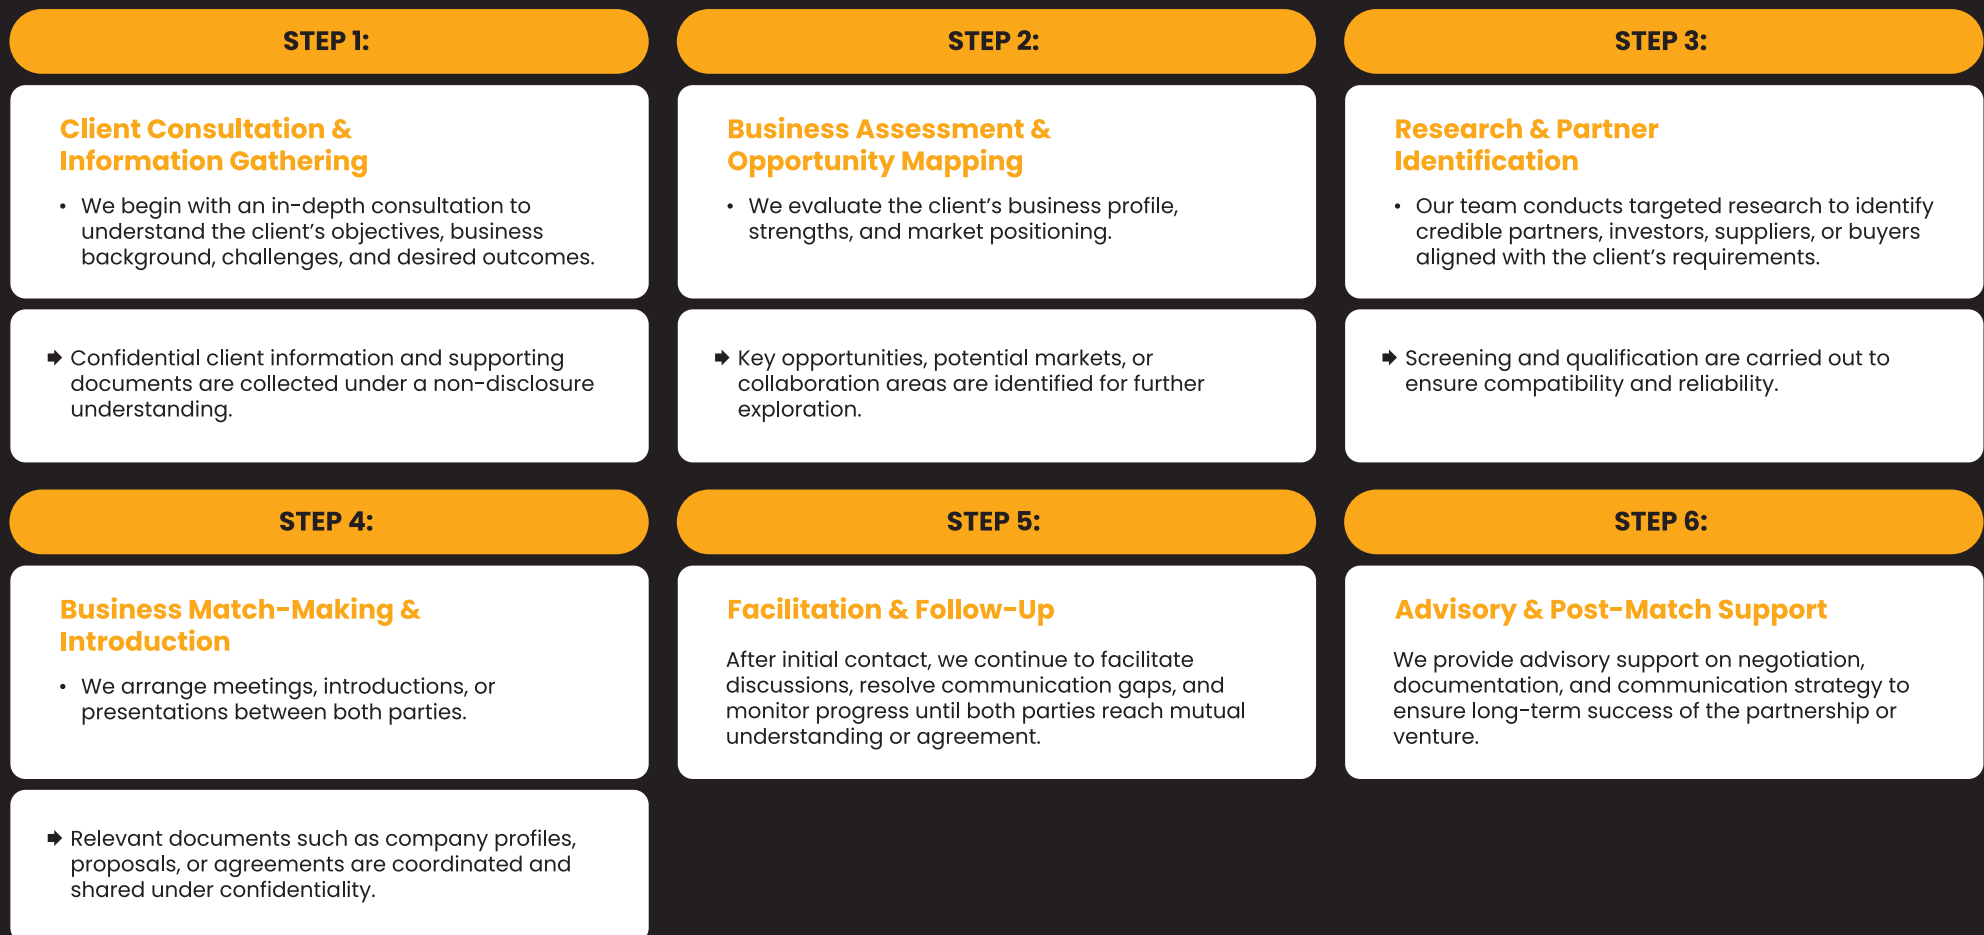 STEP 1:
Client Consultation &
Information Gathering
• We begin with an in-depth consultation to
understand the client’s objectives, business
background, challenges, and desired outcomes.
➡ Confidential client information and supporting
documents are collected under a non-disclosure
understanding.
STEP 2:
Business Assessment &
Opportunity Mapping
• We evaluate the client’s business profile,
strengths, and market positioning.
➡ Key opportunities, potential markets, or
collaboration areas are identified for further
exploration.
STEP 3:
Research & Partner
Identification
• Our team conducts targeted research to identify
credible partners, investors, suppliers, or buyers
aligned with the client’s requirements.
➡ Screening and qualification are carried out to
ensure compatibility and reliability.
STEP 4:
Business Match-Making &
Introduction
• We arrange meetings, introductions, or
presentations between both parties.
➡ Relevant documents such as company profiles,
proposals, or agreements are coordinated and
shared under confidentiality.
STEP 5:
Facilitation & Follow-Up
After initial contact, we continue to facilitate
discussions, resolve communication gaps, and
monitor progress until both parties reach mutual
understanding or agreement.
STEP 6:
Advisory & Post-Match Support
We provide advisory support on negotiation,
documentation, and communication strategy to
ensure long-term success of the partnership or
venture.